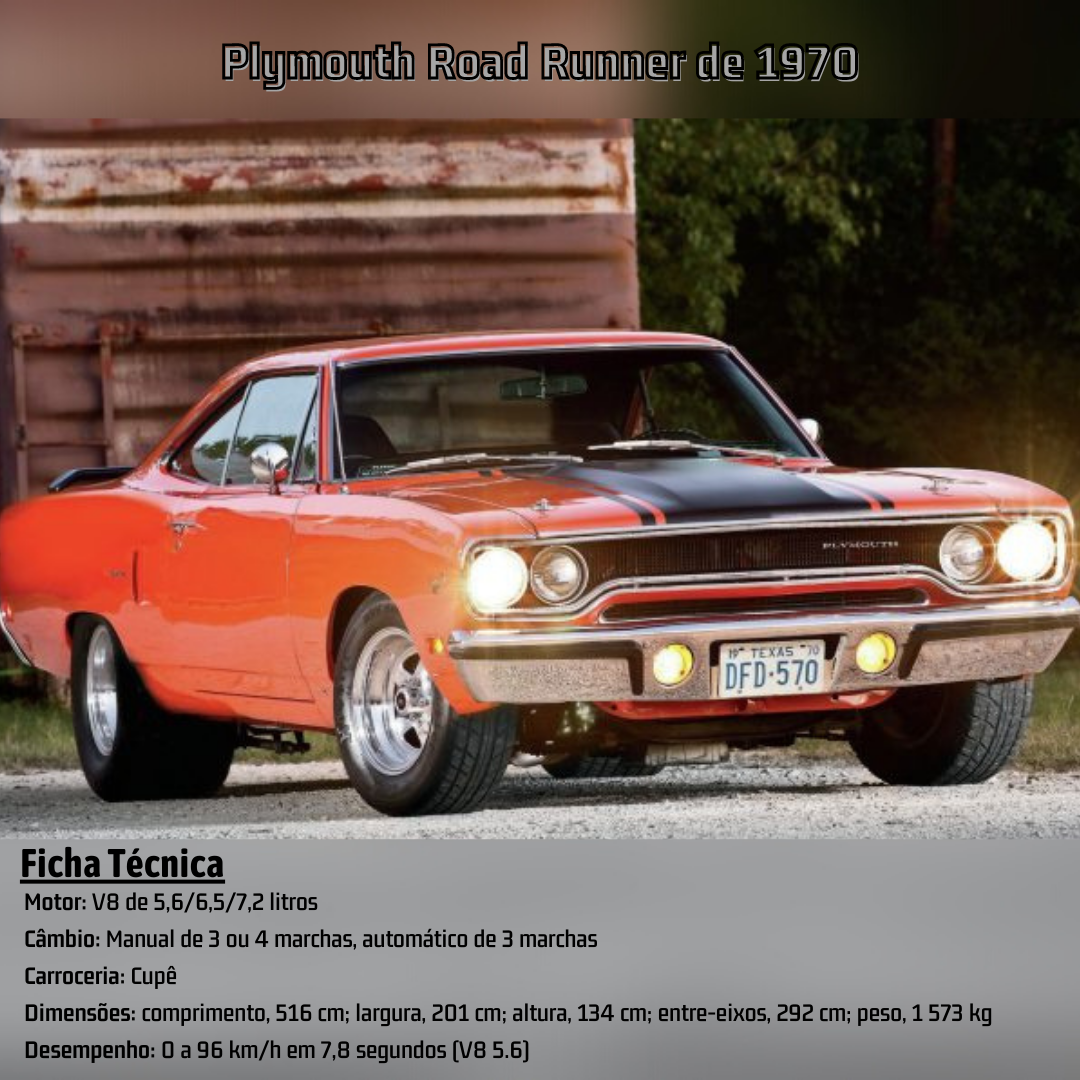 Plymouth Road Runner de 1970
PLYMOUTH
19 TEXAS 70
DFD·570
Ficha Técnica
Motor: V8 de 5,6/6,5/7,2 litros
Câmbio: Manual de 3 ou 4 marchas, automático de 3 marchas
Carroceria: Cupê
Dimensões: comprimento, 516 cm; largura, 201 cm; altura, 134 cm; entre-eixos, 292 cm; peso, 1 573 kg
Desempenho: 0 a 96 km/h em 7,8 segundos (V8 5.6)